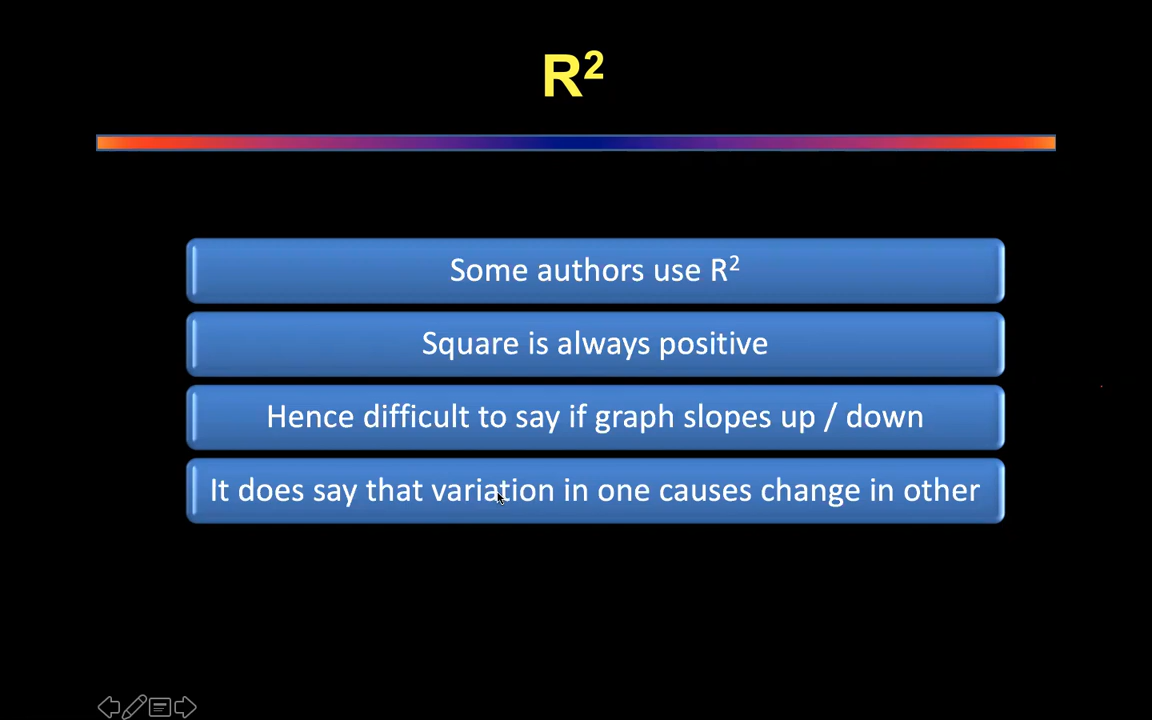 R²
Some authors use R²
Square is always positive
Hence difficult to say if graph slopes up / down
It does say that variation in one causes change in other